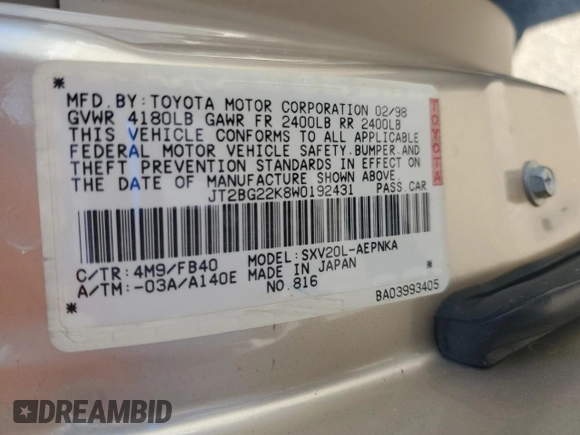 MFD. BY: TOYOTA MOTOR CORPORATION 02/98
GVWR 4180LB GAWR FR 2400LB RR 2400LB
THIS VEHICLE CONFORMS TO ALL APPLICABLE
FEDERAL MOTOR VEHICLE SAFETY, BUMPER, AND
THEFT PREVENTION STANDARDS IN EFFECT ON
THE DATE OF MANUFACTURE SHOWN ABOVE
JT2BG22K8W0192431 PASS.CAR
TOYOTA
C/TR: 4M9/FB40 MODEL: SXV20L-AEPNKA
A/TM: -03A/A140E MADE IN JAPAN
NO. 816
BA03993405
DREAMBID